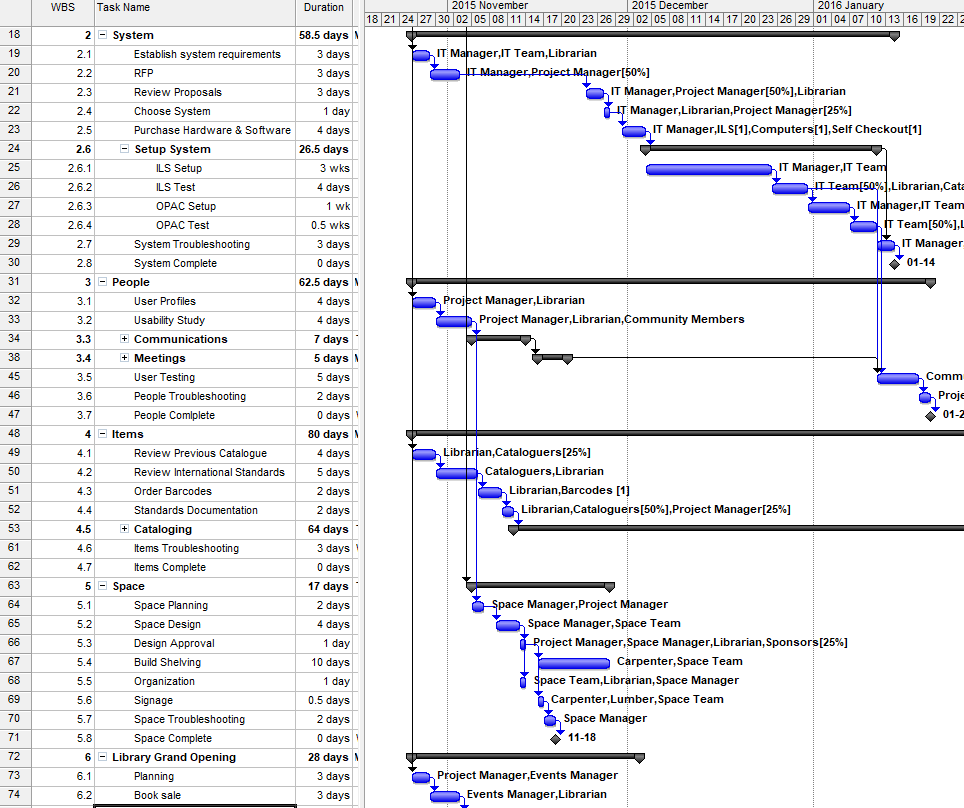 WBS Task Name Duration 2015 November 2015 December 2016 January
18 21 24 27 30 02 05 08 11 14 17 20 23 26 29 02 05 08 11 14 17 20 23 26 29 01 04 07 10 13 16 19 22 2
18 2 System 58.5 days
19 2.1 Establish system requirements 3 days IT Manager,IT Team,Librarian
20 2.2 RFP 3 days IT Manager,Project Manager[50%]
21 2.3 Review Proposals 3 days IT Manager,Project Manager[50%],Librarian
22 2.4 Choose System 1 day IT Manager,Librarian,Project Manager[25%]
23 2.5 Purchase Hardware & Software 4 days IT Manager,ILS[1],Computers[1],Self Checkout[1]
24 2.6 Setup System 26.5 days
25 2.6.1 ILS Setup 3 wks IT Manager,IT Team
26 2.6.2 ILS Test 4 days IT Team[50%],Librarian,Cata
27 2.6.3 OPAC Setup 1 wk IT Manager,IT Team
28 2.6.4 OPAC Test 0.5 wks IT Team[50%],L
29 2.7 System Troubleshooting 3 days IT Manager
30 2.8 System Complete 0 days 01-14
31 3 People 62.5 days
32 3.1 User Profiles 4 days Project Manager,Librarian
33 3.2 Usability Study 4 days Project Manager,Librarian,Community Members
34 3.3 Communications 7 days
38 3.4 Meetings 5 days
45 3.5 User Testing 5 days Comm
46 3.6 People Troubleshooting 2 days Proje
47 3.7 People Comlplete 0 days 01-2
48 4 Items 80 days
49 4.1 Review Previous Catalogue 4 days Librarian,Cataloguers[25%]
50 4.2 Review International Standards 5 days Cataloguers,Librarian
51 4.3 Order Barcodes 2 days Librarian,Barcodes [1]
52 4.4 Standards Documentation 2 days Librarian,Cataloguers[50%],Project Manager[25%]
53 4.5 Cataloging 64 days
61 4.6 Items Troubleshooting 3 days
62 4.7 Items Complete 0 days
63 5 Space 17 days
64 5.1 Space Planning 2 days Space Manager,Project Manager
65 5.2 Space Design 4 days Space Manager,Space Team
66 5.3 Design Approval 1 day Project Manager,Space Manager,Librarian,Sponsors[25%]
67 5.4 Build Shelving 10 days Carpenter,Space Team
68 5.5 Organization 1 day Space Team,Librarian,Space Manager
69 5.6 Signage 0.5 days Carpenter,Lumber,Space Team
70 5.7 Space Troubleshooting 2 days Space Manager
71 5.8 Space Complete 0 days 11-18
72 6 Library Grand Opening 28 days
73 6.1 Planning 3 days Project Manager,Events Manager
74 6.2 Book sale 3 days Events Manager,Librarian